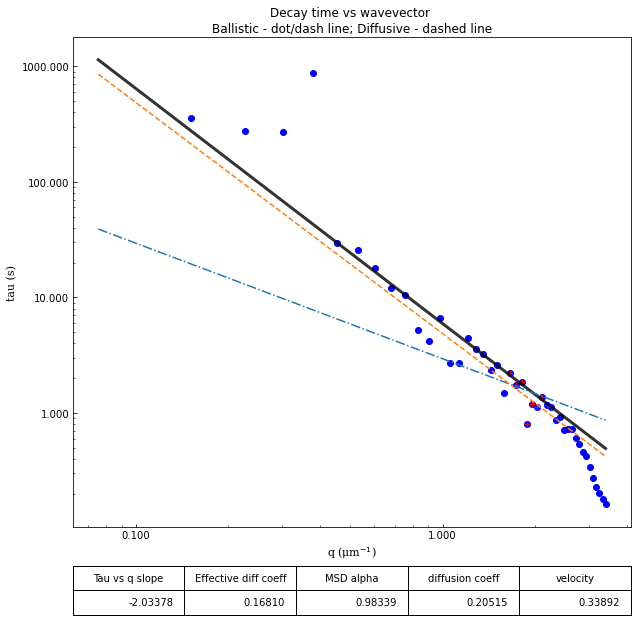 Decay time vs wavevector
Ballistic - dot/dash line; Diffusive - dashed line
1000.000
100.000
10.000
1.000
tau (s)
0.100 1.000
q (μm⁻¹)
Tau vs q slope Effective diff coeff MSD alpha diffusion coeff velocity
-2.03378 0.16810 0.98339 0.20515 0.33892